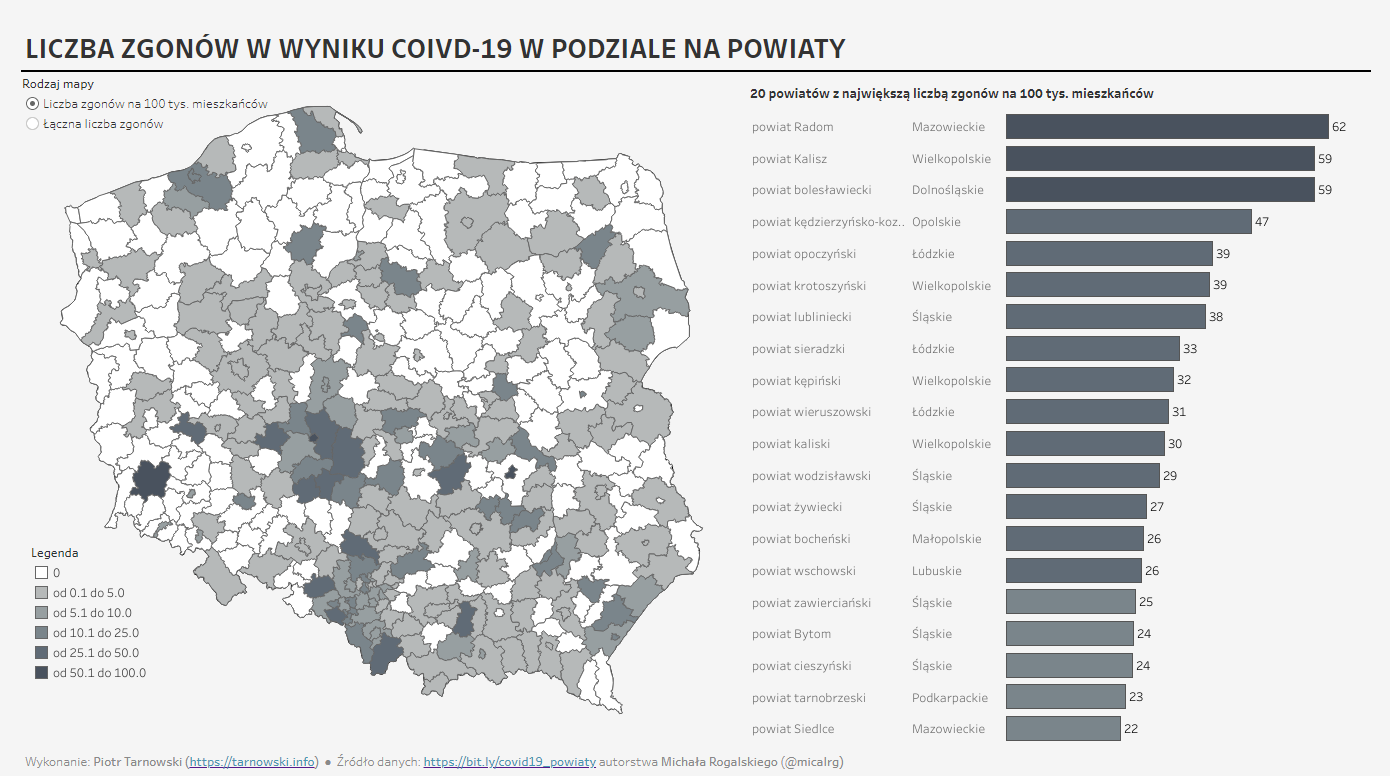 LICZBA ZGONÓW W WYNIKU COIVD-19 W PODZIALE NA POWIATY
Rodzaj mapy
Liczba zgonów na 100 tys. mieszkańców
Łączna liczba zgonów
Legenda
0
od 0.1 do 5.0
od 5.1 do 10.0
od 10.1 do 25.0
od 25.1 do 50.0
od 50.1 do 100.0
20 powiatów z największą liczbą zgonów na 100 tys. mieszkańców
powiat Radom Mazowieckie 62
powiat Kalisz Wielkopolskie 59
powiat bolesławiecki Dolnośląskie 59
powiat kędzierzyńsko-koz.. Opolskie 47
powiat opoczyński Łódzkie 39
powiat krotoszyński Wielkopolskie 39
powiat lubliniecki Śląskie 38
powiat sieradzki Łódzkie 33
powiat kępiński Wielkopolskie 32
powiat wieruszowski Łódzkie 31
powiat kaliski Wielkopolskie 30
powiat wodzisławski Śląskie 29
powiat żywiecki Śląskie 27
powiat bocheński Małopolskie 26
powiat wschowski Lubuskie 26
powiat zawierciański Śląskie 25
powiat Bytom Śląskie 24
powiat cieszyński Śląskie 24
powiat tarnobrzeski Podkarpackie 23
powiat Siedlce Mazowieckie 22
Wykonanie: Piotr Tarnowski (https://tarnowski.info) ● Źródło danych: https://bit.ly/covid19_powiaty autorstwa Michała Rogalskiego (@micalrg)